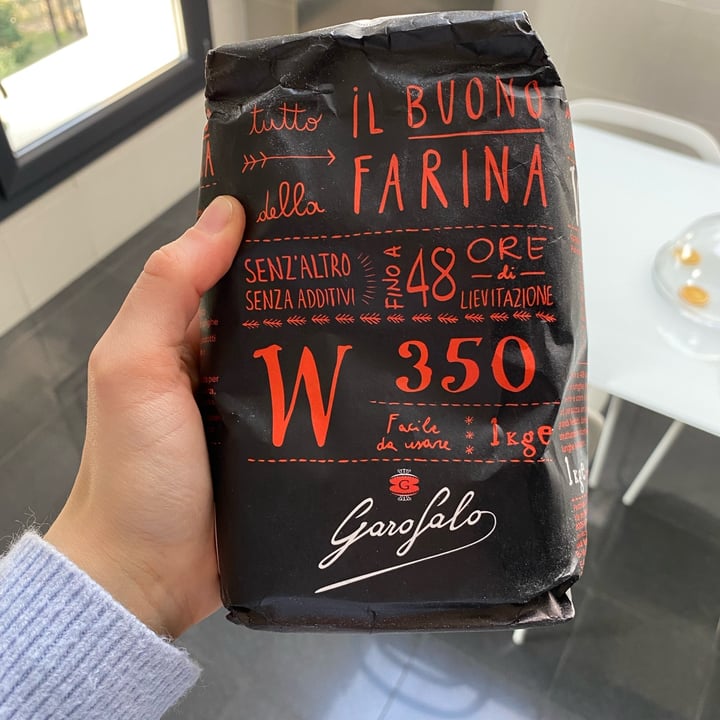 tutto
iL BUONO
della
FARINA
SENZ'ALTRO
SENZA ADDITIVI
FINO A
48
ORE
di
LIEVITAZIONE
W 350
Facile
da usare
1kge
G
Garofalo